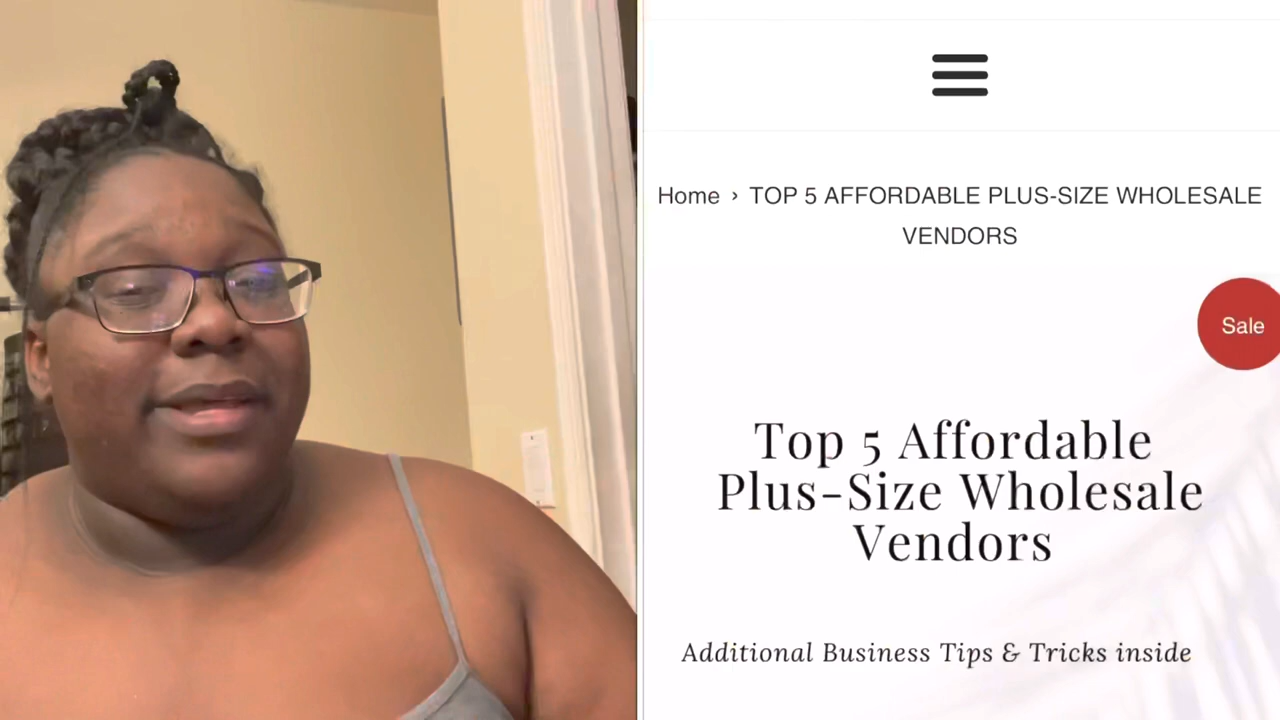 Home › TOP 5 AFFORDABLE PLUS-SIZE WHOLESALE
VENDORS
Sale
Top 5 Affordable
Plus-Size Wholesale
Vendors
Additional Business Tips & Tricks inside